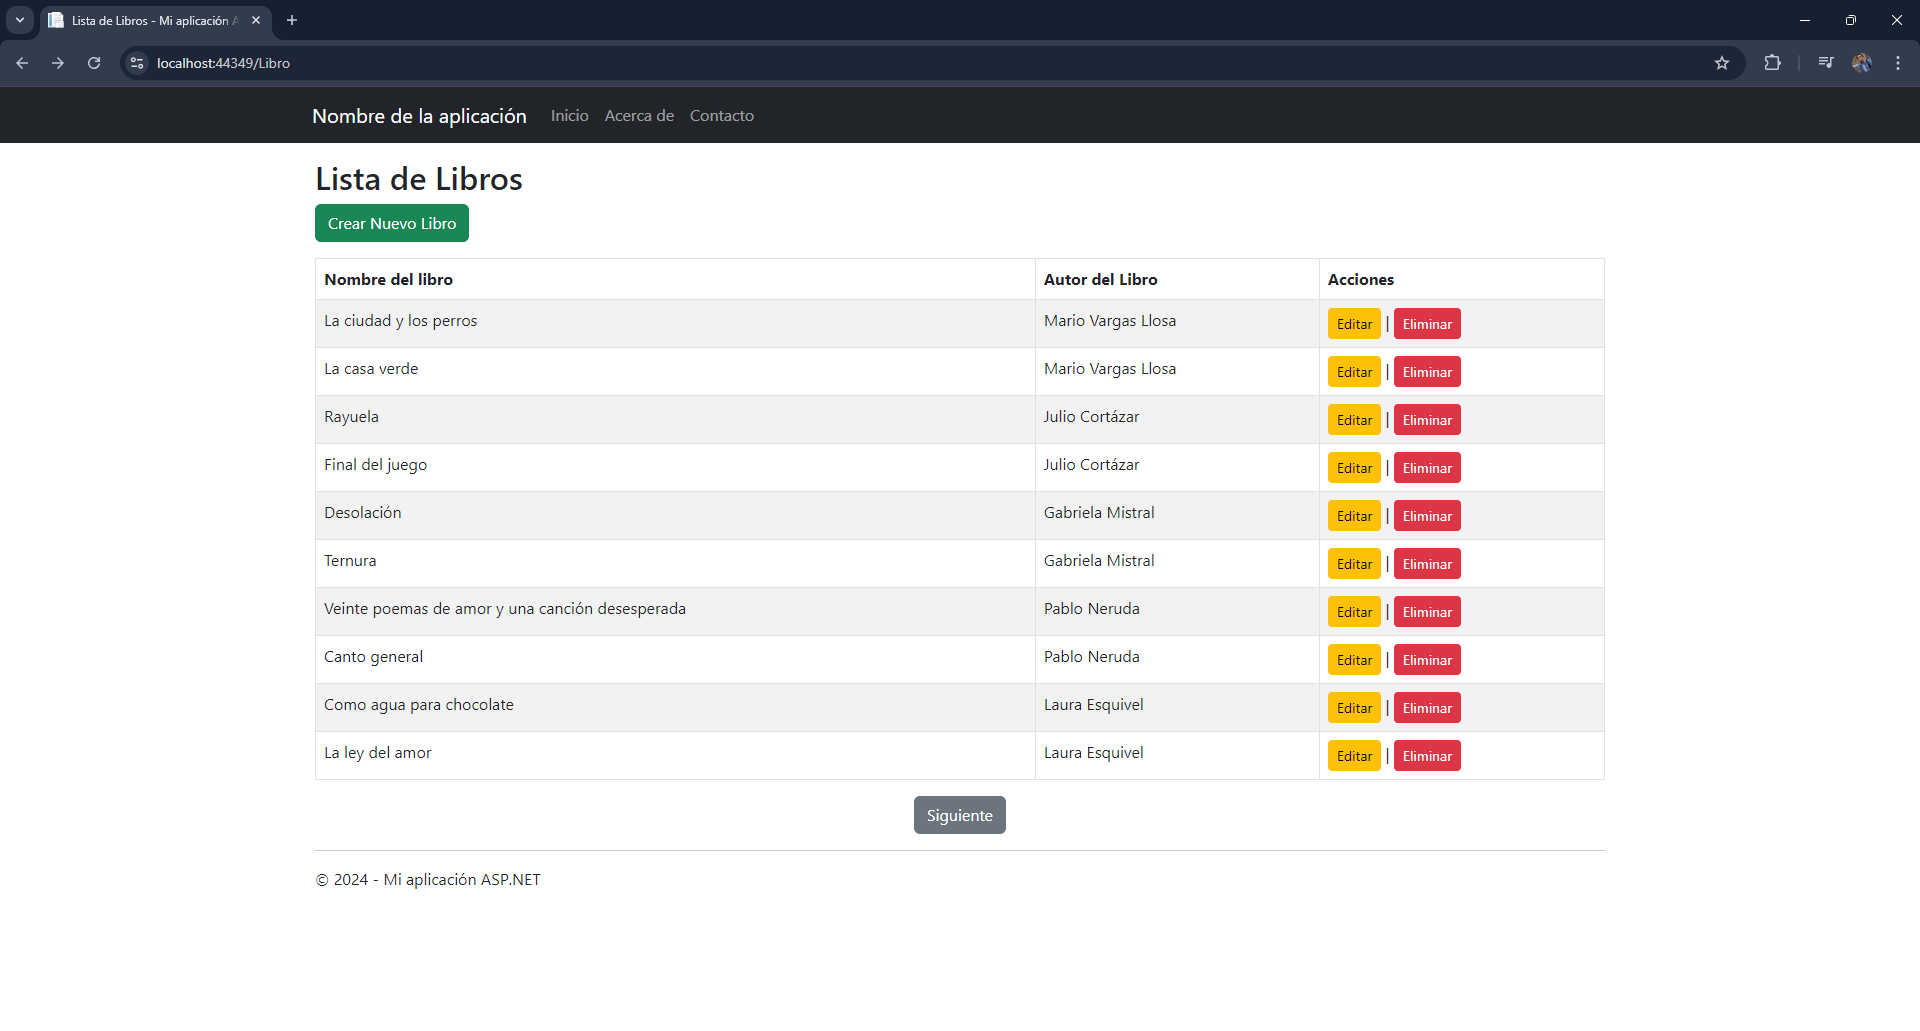 Lista de Libros - Mi aplicación A
localhost:44349/Libro
Nombre de la aplicación Inicio Acerca de Contacto
Lista de Libros
Crear Nuevo Libro
Nombre del libro Autor del Libro Acciones
La ciudad y los perros Mario Vargas Llosa Editar | Eliminar
La casa verde Mario Vargas Llosa Editar | Eliminar
Rayuela Julio Cortázar Editar | Eliminar
Final del juego Julio Cortázar Editar | Eliminar
Desolación Gabriela Mistral Editar | Eliminar
Ternura Gabriela Mistral Editar | Eliminar
Veinte poemas de amor y una canción desesperada Pablo Neruda Editar | Eliminar
Canto general Pablo Neruda Editar | Eliminar
Como agua para chocolate Laura Esquivel Editar | Eliminar
La ley del amor Laura Esquivel Editar | Eliminar
Siguiente
© 2024 - Mi aplicación ASP.NET